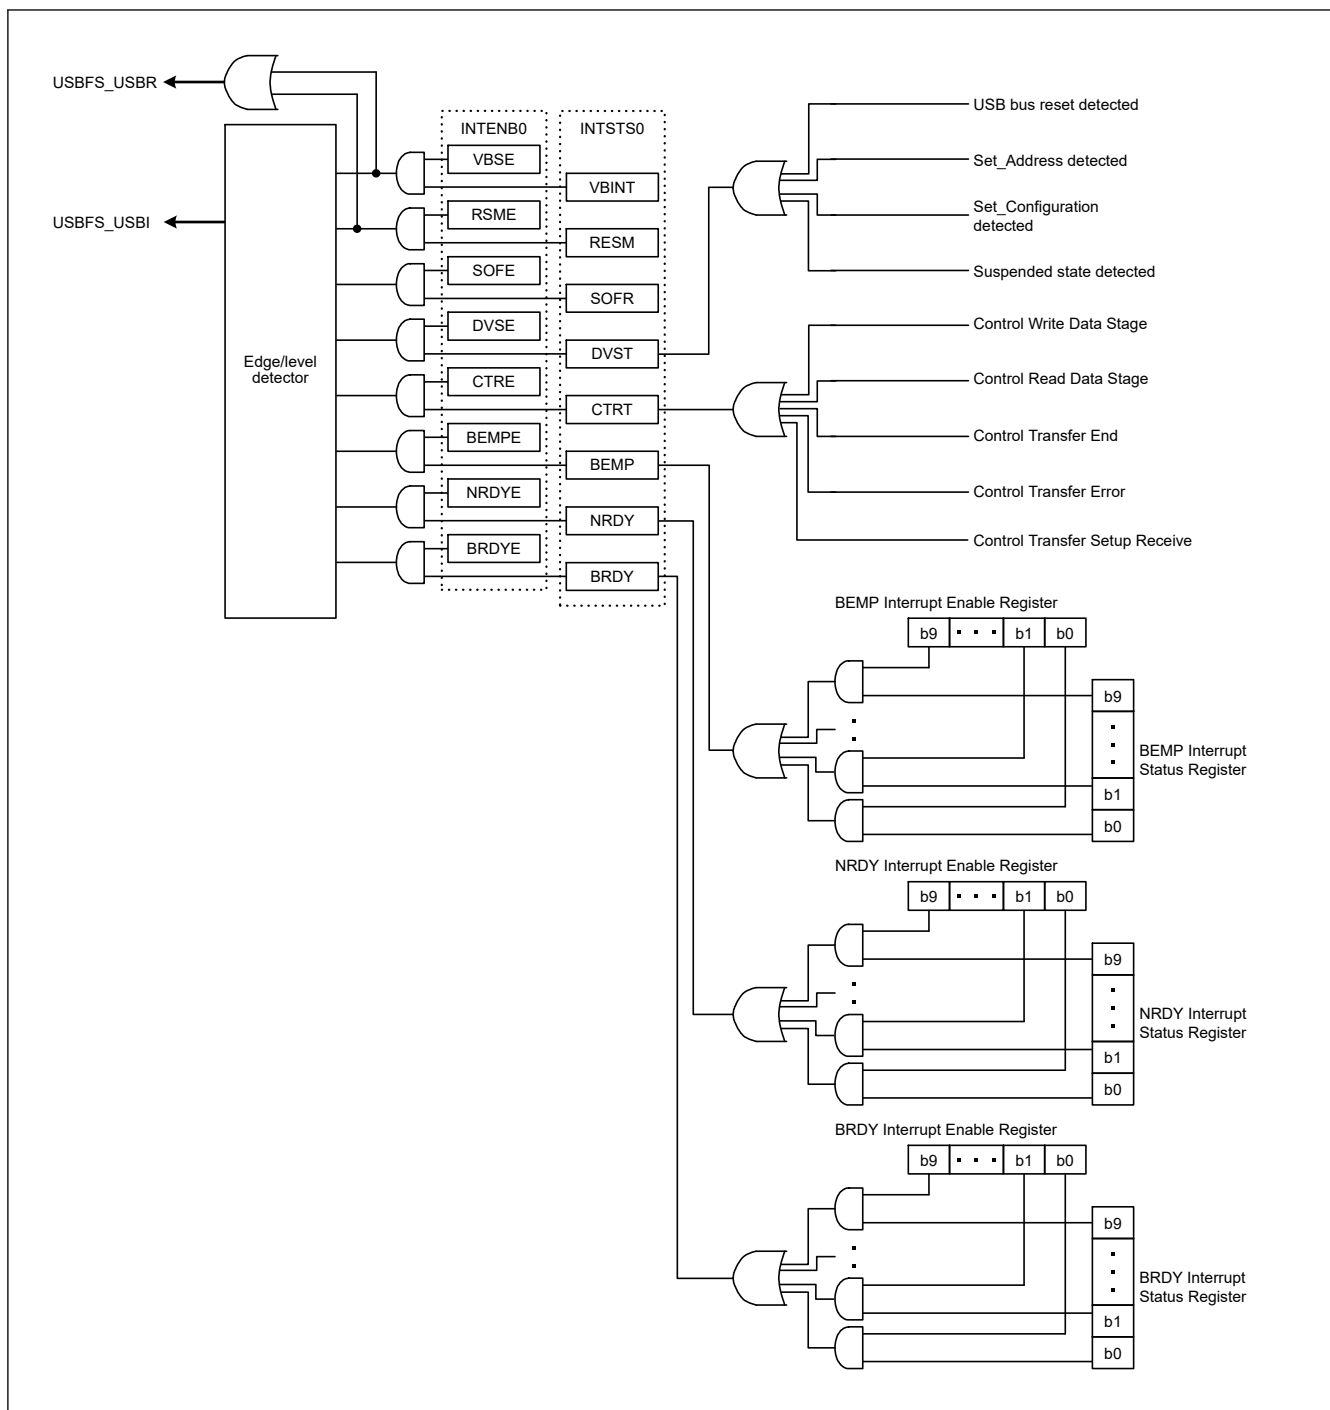 USBFS_USBR
USBFS_USBI
Edge/level
detector
INTENB0
VBSE
RSME
SOFE
DVSE
CTRE
BEMPE
NRDYE
BRDYE
INTSTS0
VBINT
RESM
SOFR
DVST
CTRT
BEMP
NRDY
BRDY
USB bus reset detected
Set_Address detected
Set_Configuration
detected
Suspended state detected
Control Write Data Stage
Control Read Data Stage
Control Transfer End
Control Transfer Error
Control Transfer Setup Receive
BEMP Interrupt Enable Register
b9 · · · b1 b0
b9
b1
b0
BEMP Interrupt
Status Register
NRDY Interrupt Enable Register
b9 · · · b1 b0
b9
b1
b0
NRDY Interrupt
Status Register
BRDY Interrupt Enable Register
b9 · · · b1 b0
b9
b1
b0
BRDY Interrupt
Status Register